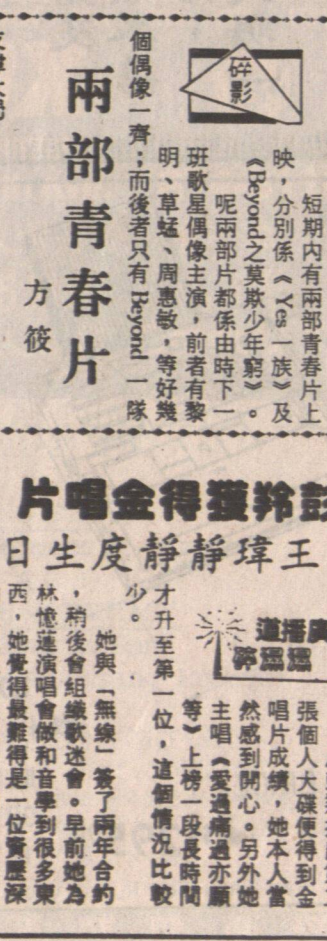 碎影
兩部青春片
方筱
短期内有兩部青春片上
映，分別係《Yes一族》及
《Beyond之莫欺少年窮》。
呢兩部片都係由時下一
班歌星偶像主演，前者有黎
明、草蜢、周惠敏，等好幾
個偶像一齊；而後者只有Beyond一隊
羚獲得金唱片
王瑋靜靜度生日
廣播道
張個人大碟便得到金
唱片成績，她本人當
然感到開心。另外她
主唱《愛過痛過亦願
等》上榜一段長時間
才升至第一位，這個情況比較
少。
她與「無線」簽了兩年合約
，稍後會組織歌迷會。早前她為
林憶蓮演唱會做和音學到很多東
西，她覺得最難得是一位資歷深